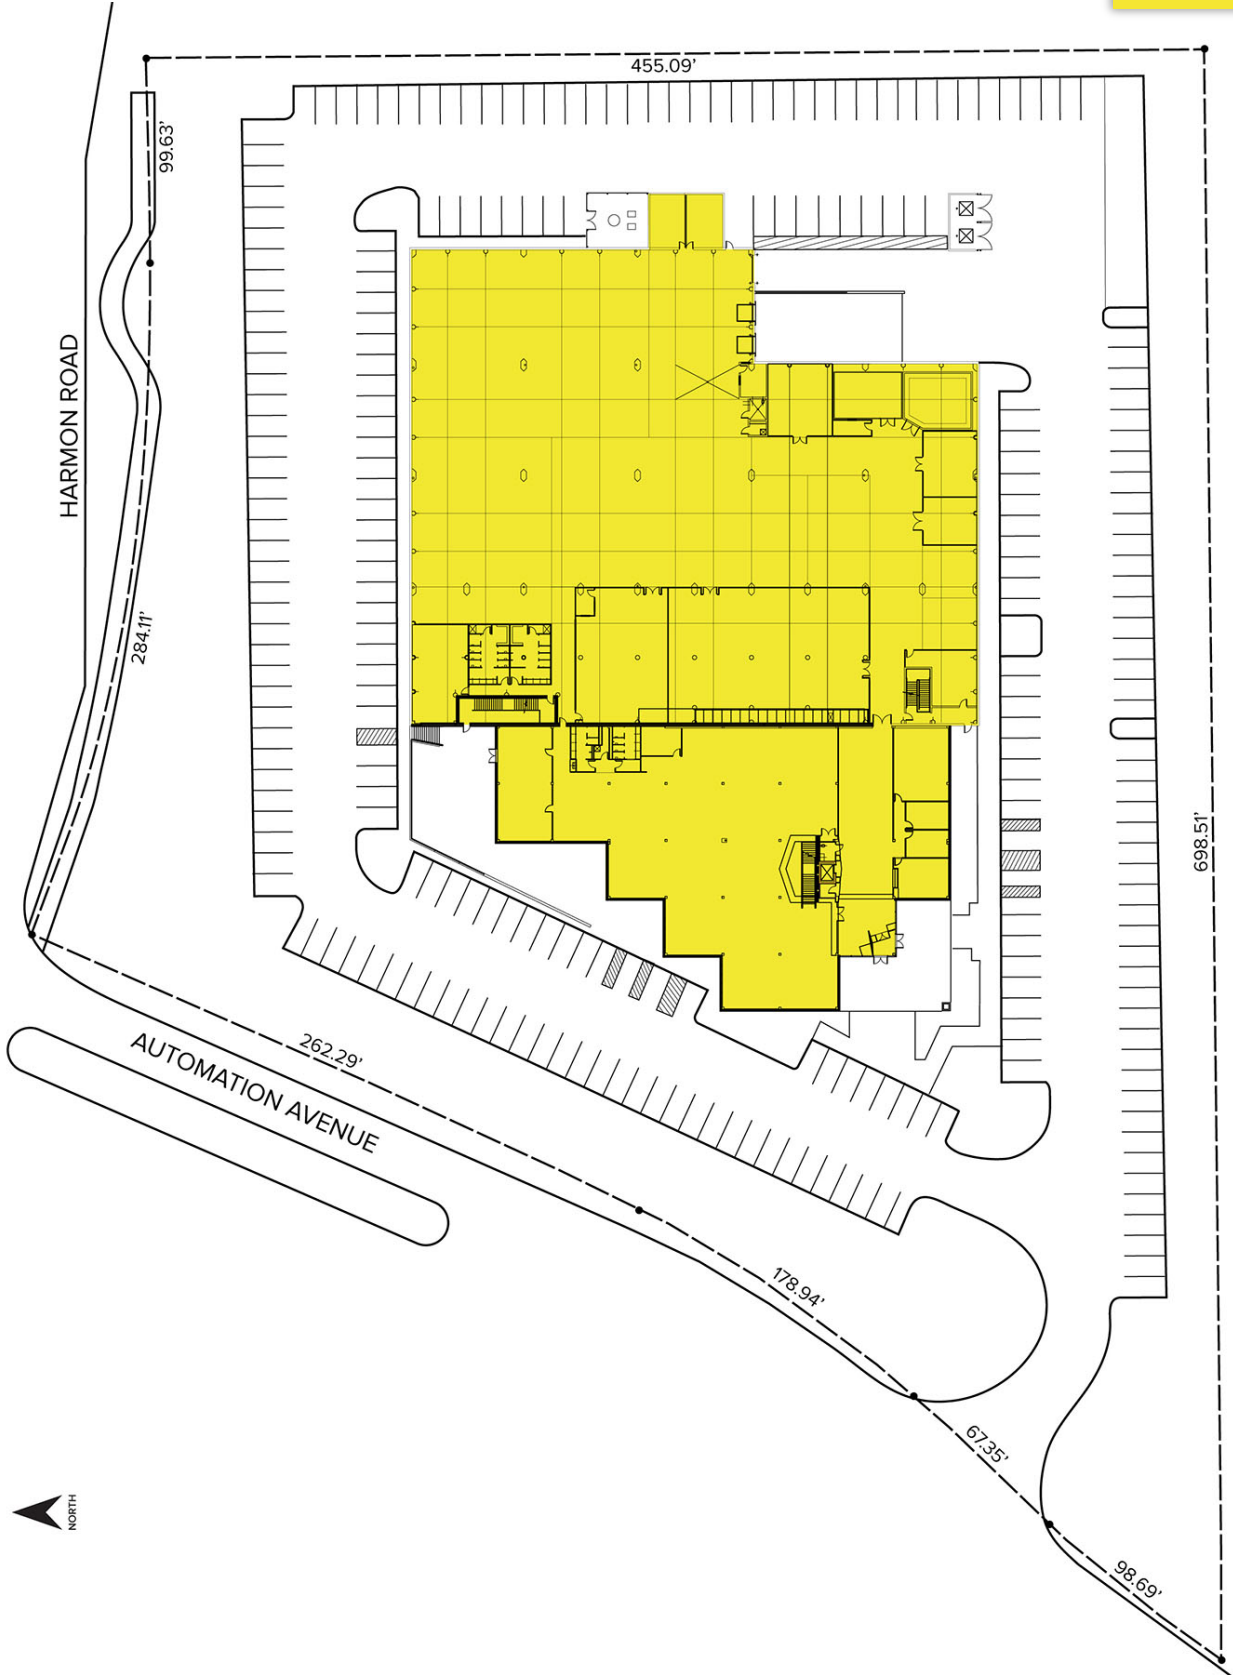 455.09’
99.63’
HARMON ROAD
284.11’
698.51’
262.29’
AUTOMATION AVENUE
178.94’
67.35’
98.69’
NORTH